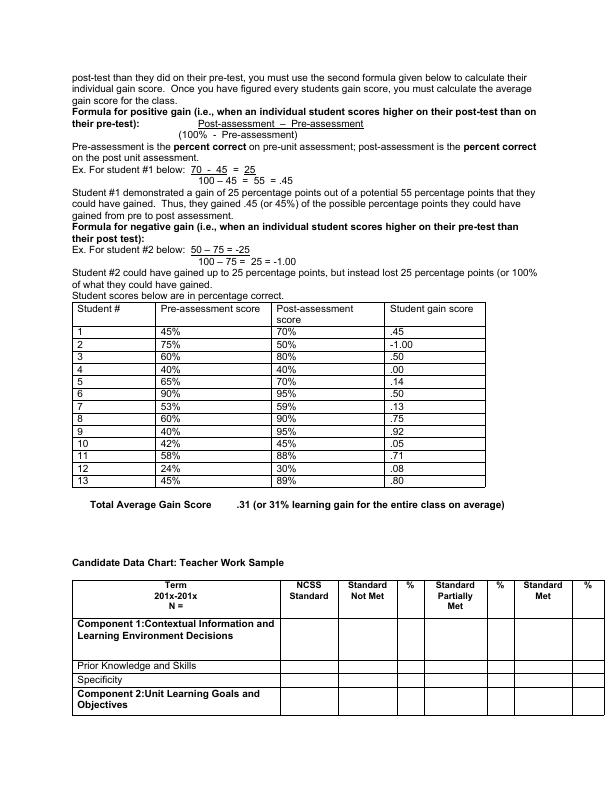 post-test than they did on their pre-test, you must use the second formula given below to calculate their
individual gain score.  Once you have figured every students gain score, you must calculate the average
gain score for the class.
Formula for positive gain (i.e., when an individual student scores higher on their post-test than on
their pre-test): Post-assessment – Pre-assessment
(100% - Pre-assessment)
Pre-assessment is the percent correct on pre-unit assessment; post-assessment is the percent correct
on the post unit assessment.
Ex. For student #1 below: 70 - 45 = 25
100 – 45 = 55 = .45
Student #1 demonstrated a gain of 25 percentage points out of a potential 55 percentage points that they
could have gained.  Thus, they gained .45 (or 45%) of the possible percentage points they could have
gained from pre to post assessment.
Formula for negative gain (i.e., when an individual student scores higher on their pre-test than
their post test):
Ex. For student #2 below: 50 – 75 = -25
100 – 75 = 25 = -1.00
Student #2 could have gained up to 25 percentage points, but instead lost 25 percentage points (or 100%
of what they could have gained.
Student scores below are in percentage correct.
Student # Pre-assessment score Post-assessment Student gain score
score
1 45% 70% .45
2 75% 50% -1.00
3 60% 80% .50
4 40% 40% .00
5 65% 70% .14
6 90% 95% .50
7 53% 59% .13
8 60% 90% .75
9 40% 95% .92
10 42% 45% .05
11 58% 88% .71
12 24% 30% .08
13 45% 89% .80
Total Average Gain Score .31 (or 31% learning gain for the entire class on average)
Candidate Data Chart: Teacher Work Sample
Term NCSS Standard % Standard % Standard %
201x-201x Standard Not Met Partially Met
N = Met
Component 1:Contextual Information and
Learning Environment Decisions
Prior Knowledge and Skills
Specificity
Component 2:Unit Learning Goals and
Objectives